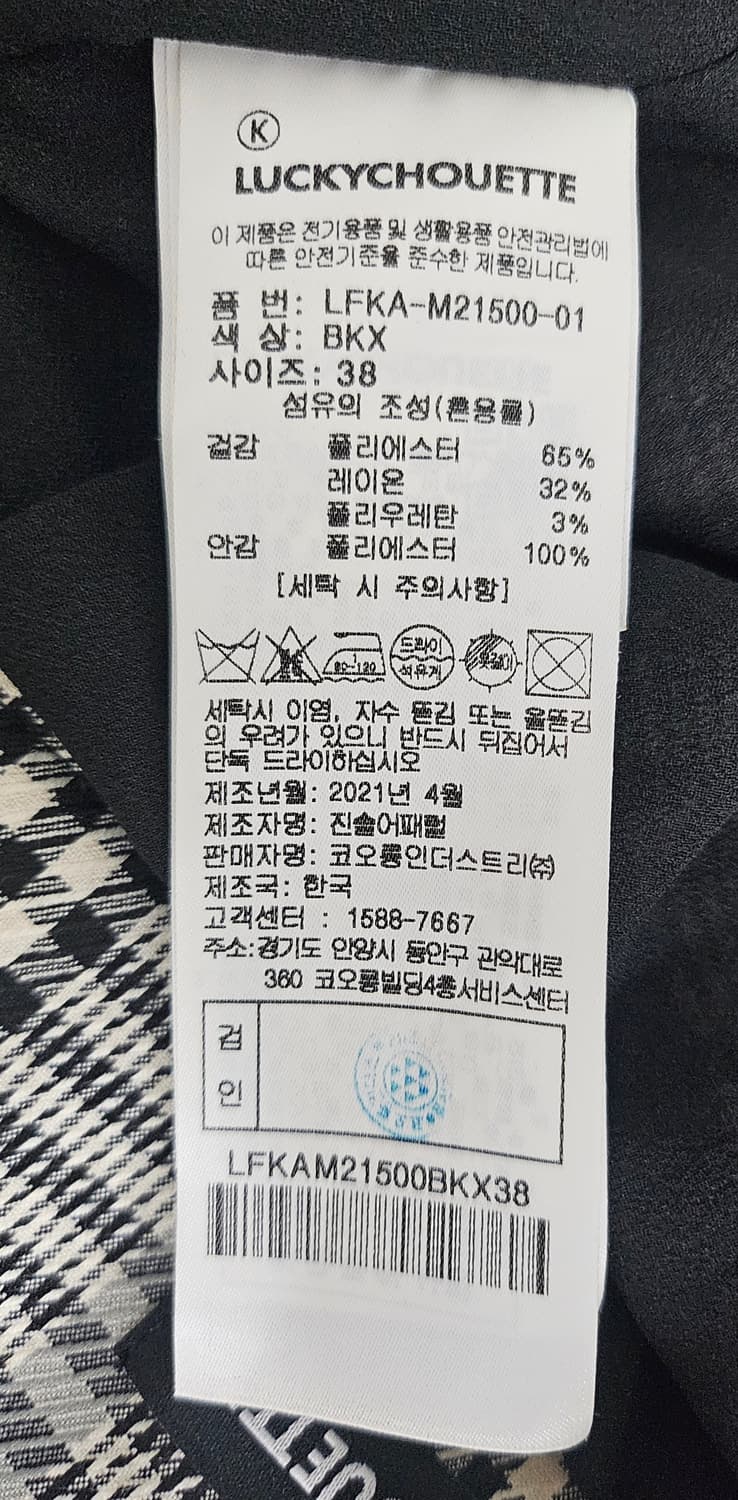 K
LUCKYCHOUETTE
이 제품은 전기용품 및 생활용품 안전관리법에
따른 안전기준을 준수한 제품입니다.
품 번: LFKA-M21500-01
색 상: BKX
사이즈: 38
섬유의 조성(혼용률)
겉감 폴리에스터 65%
레이온 32%
폴리우레탄 3%
안감 폴리에스터 100%
[세탁 시 주의사항]
80~120 드라이 석유계 옷걸이
세탁시 이염, 자수 뜯김 또는 올뜯김
의 우려가 있으니 반드시 뒤집어서
단독 드라이하십시오
제조년월: 2021년 4월
제조자명: 진솔어패럴
판매자명: 코오롱인더스트리㈜
제조국: 한국
고객센터 : 1588-7667
주소:경기도 안양시 동안구 관악대로
360 코오롱빌딩4층서비스센터
검
인
LFKAM21500BKX38